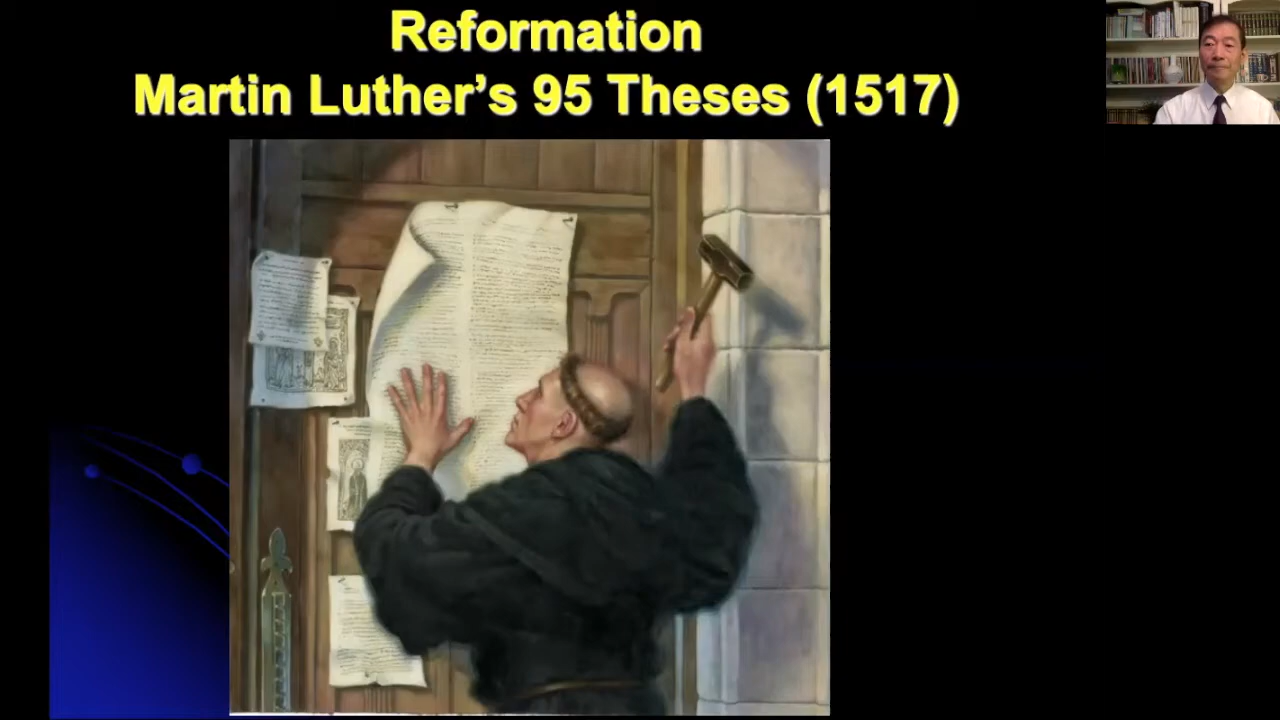 Reformation
Martin Luther’s 95 Theses (1517)